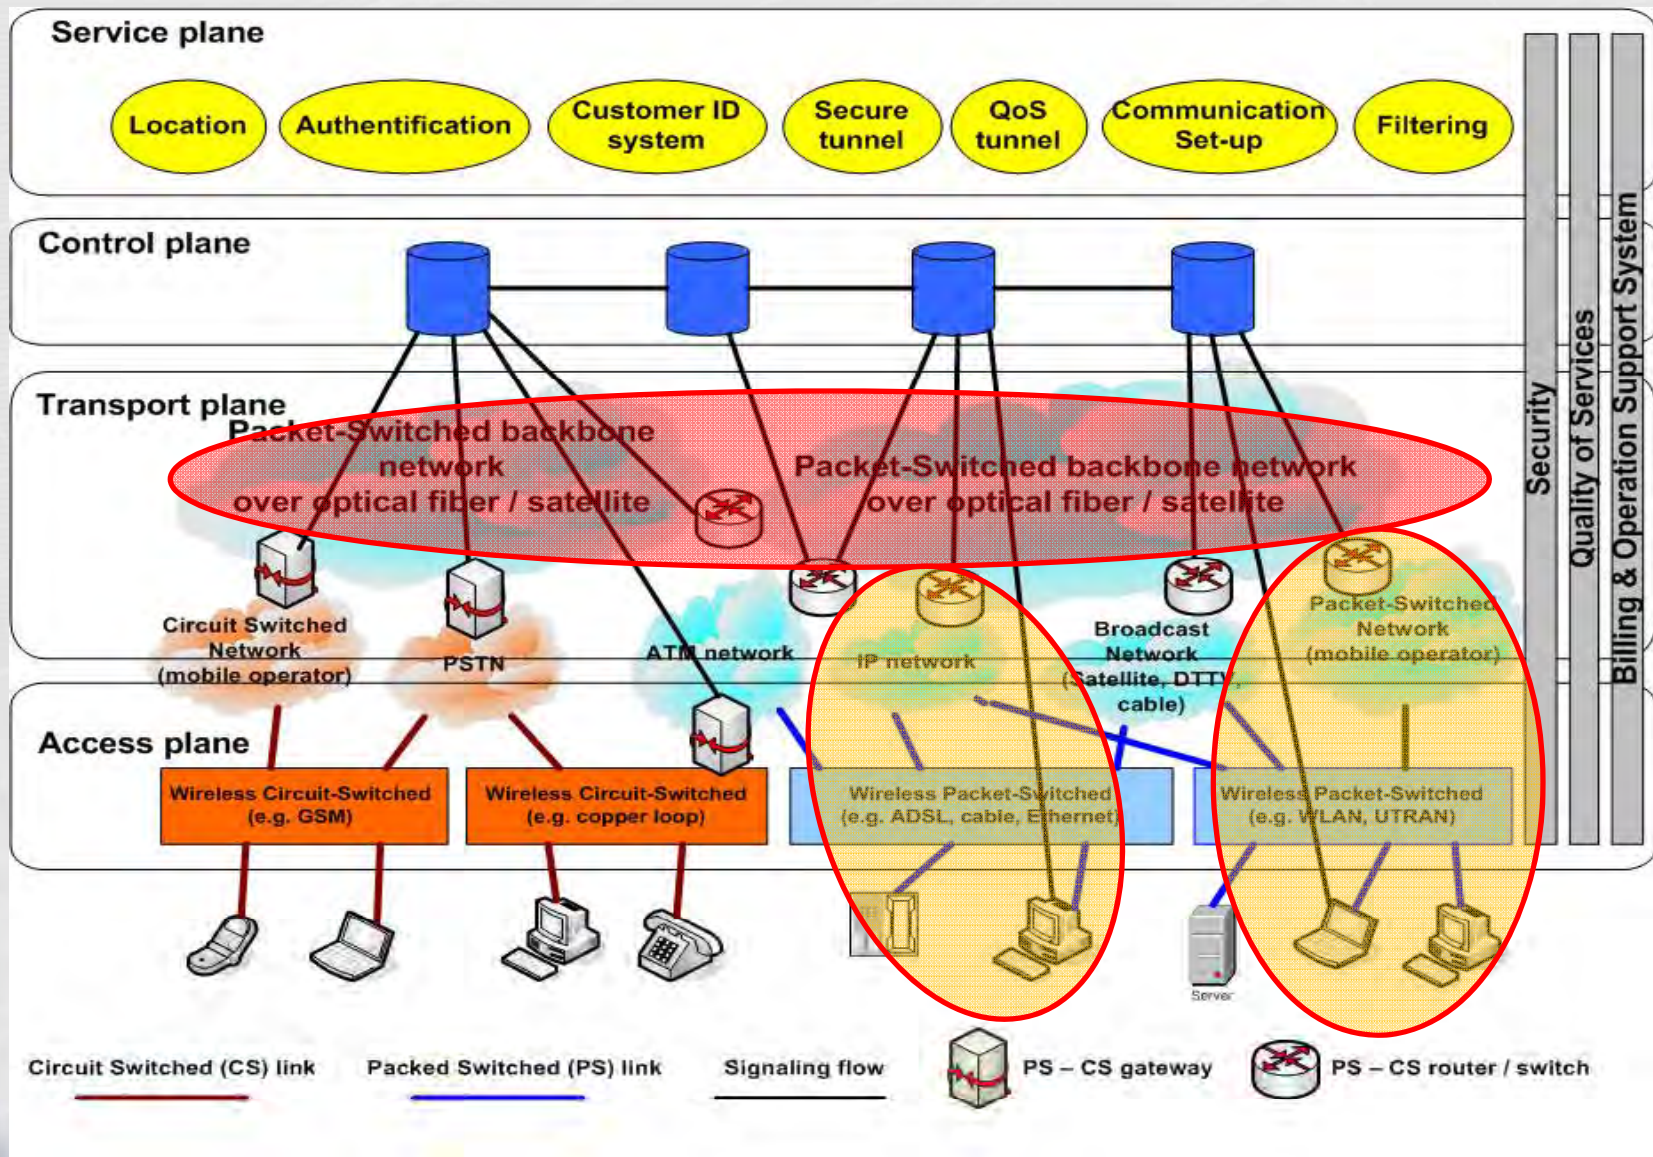 Service plane
Location
Authentification
Customer ID
system
Secure
tunnel
QoS
tunnel
Communication
Set-up
Filtering
Control plane
Transport plane
Packet-Switched backbone
network
over optical fiber / satellite
Packet-Switched backbone network
over optical fiber / satellite
Circuit Switched
Network
(mobile operator)
PSTN
ATM network
IP network
Broadcast
Network
(Satellite, DTTV,
cable)
Packet-Switched
Network
(mobile operator)
Access plane
Wireless Circuit-Switched
(e.g. GSM)
Wireless Circuit-Switched
(e.g. copper loop)
Wireless Packet-Switched
(e.g. ADSL, cable, Ethernet)
Wireless Packet-Switched
(e.g. WLAN, UTRAN)
Server
Security
Quality of Services
Billing & Operation Support System
Circuit Switched (CS) link
Packed Switched (PS) link
Signaling flow
PS – CS gateway
PS – CS router / switch